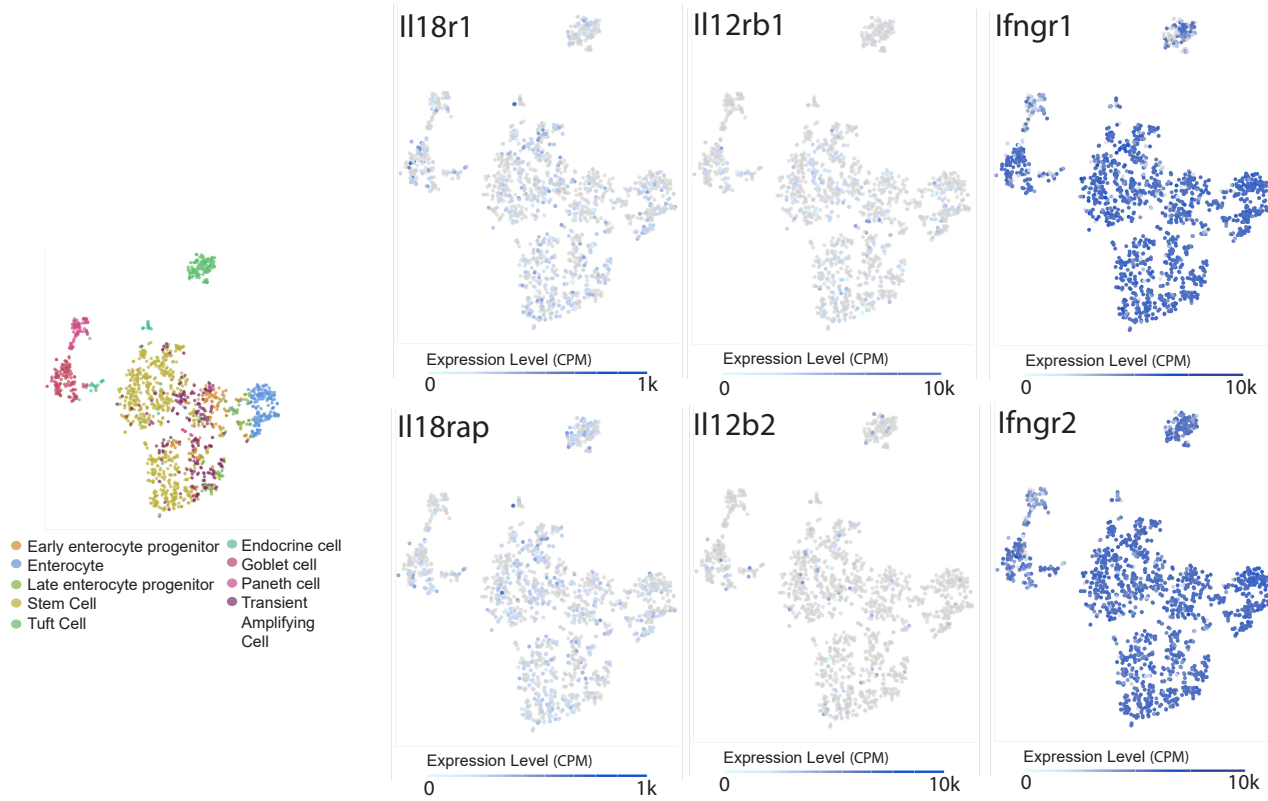 Il18r1
Il12rb1
Ifngr1
Expression Level (CPM)
0 1k
Expression Level (CPM)
0 10k
Expression Level (CPM)
0 10k
Il18rap
Il12b2
Ifngr2
Expression Level (CPM)
0 1k
Expression Level (CPM)
0 10k
Expression Level (CPM)
0 10k
Early enterocyte progenitor
Enterocyte
Late enterocyte progenitor
Stem Cell
Tuft Cell
Endocrine cell
Goblet cell
Paneth cell
Transient
Amplifying
Cell